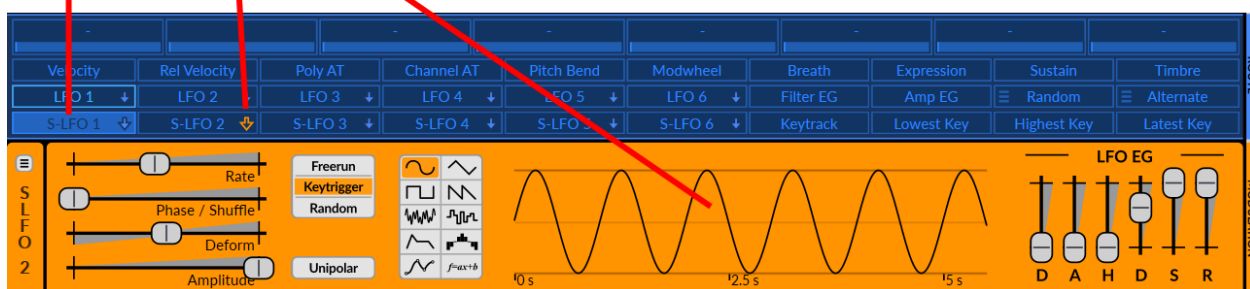 - - - - - - - -
Velocity Rel Velocity Poly AT Channel AT Pitch Bend Modwheel Breath Expression Sustain Timbre
LFO 1 LFO 2 LFO 3 LFO 4 LFO 5 LFO 6 Filter EG Amp EG Random Alternate
S-LFO 1 S-LFO 2 S-LFO 3 S-LFO 4 S-LFO 5 S-LFO 6 Keytrack Lowest Key Highest Key Latest Key
S
L
F
O
2
Rate
Phase / Shuffle
Deform
Amplitude
Freerun
Keytrigger
Random
Unipolar
f=ax+b
0 s 2.5 s 5 s
LFO EG
D A H D S R